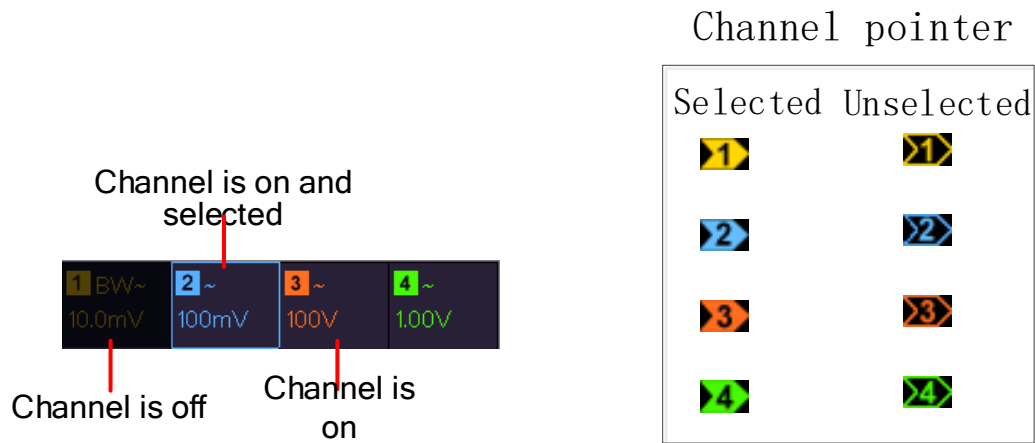 Channel pointer
Selected Unselected
1 1
2 2
3 3
4 4
Channel is on and
selected
1 BW~ 2 ~ 3 ~ 4 ~
10.0mV 100mV 100V 1.00V
Channel is off
Channel is
on